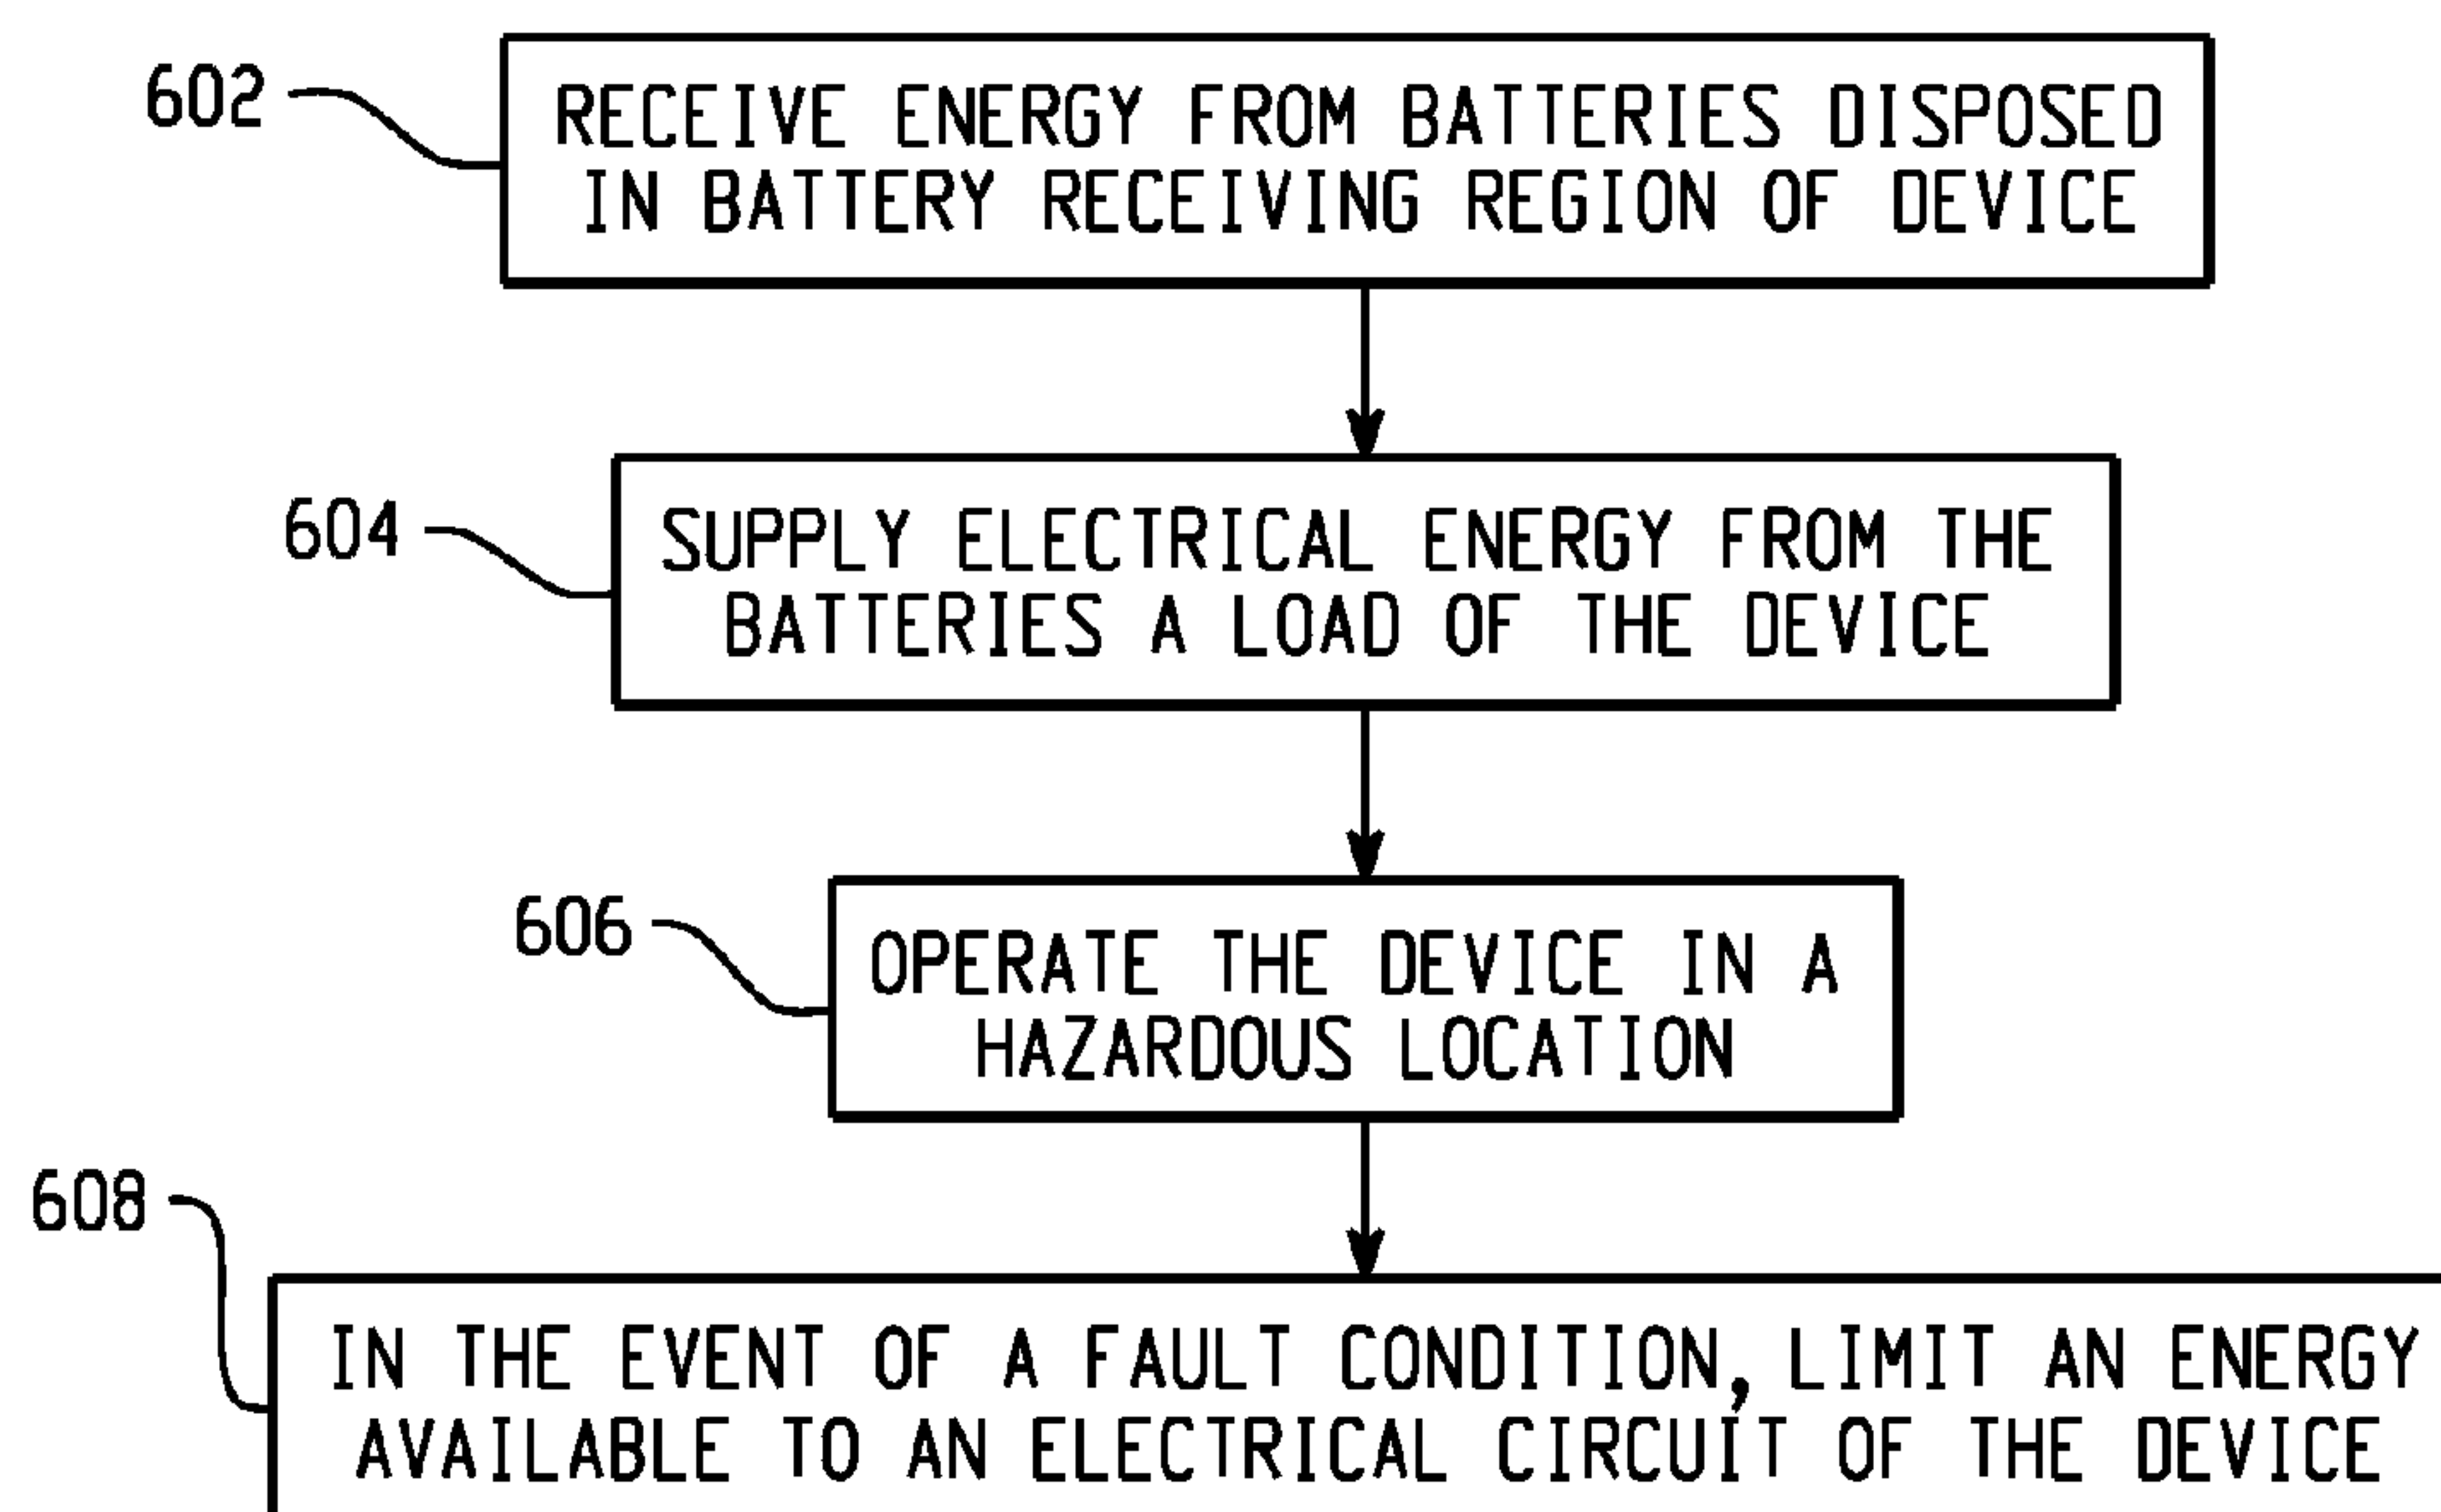 602
RECEIVE ENERGY FROM BATTERIES DISPOSED
IN BATTERY RECEIVING REGION OF DEVICE
604
SUPPLY ELECTRICAL ENERGY FROM THE
BATTERIES A LOAD OF THE DEVICE
606
OPERATE THE DEVICE IN A
HAZARDOUS LOCATION
608
IN THE EVENT OF A FAULT CONDITION, LIMIT AN ENERGY
AVAILABLE TO AN ELECTRICAL CIRCUIT OF THE DEVICE